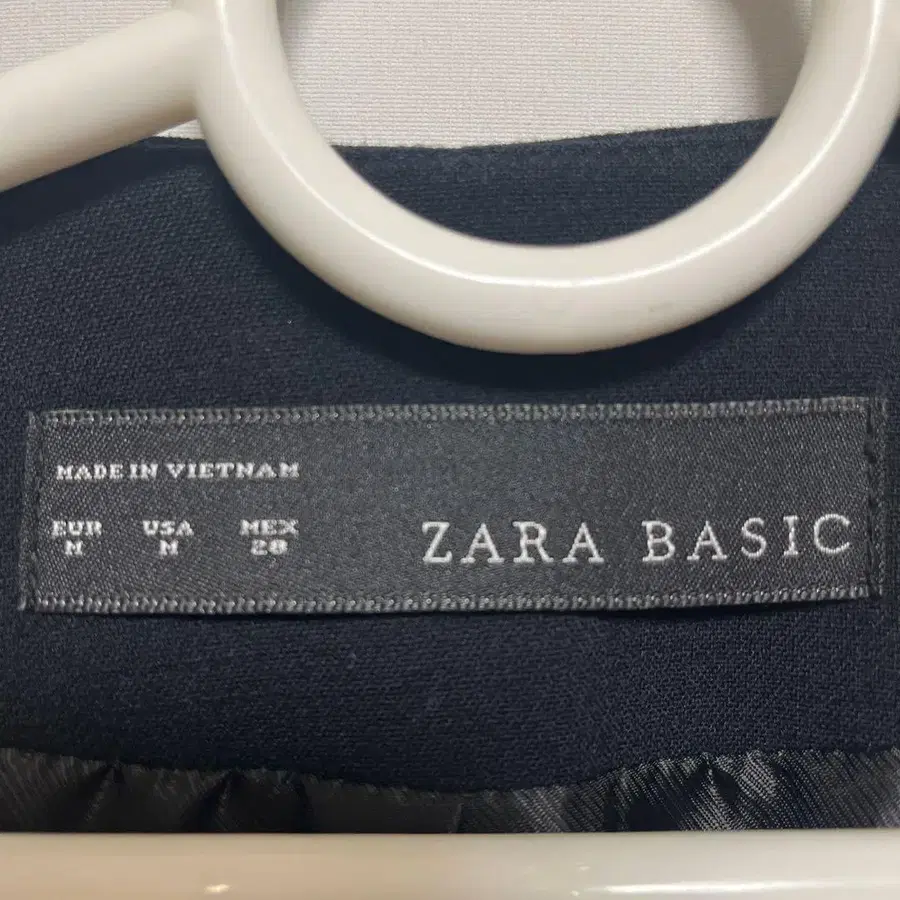 MADE IN VIETNAM
EUR USA MEX
M M 28
ZARA BASIC